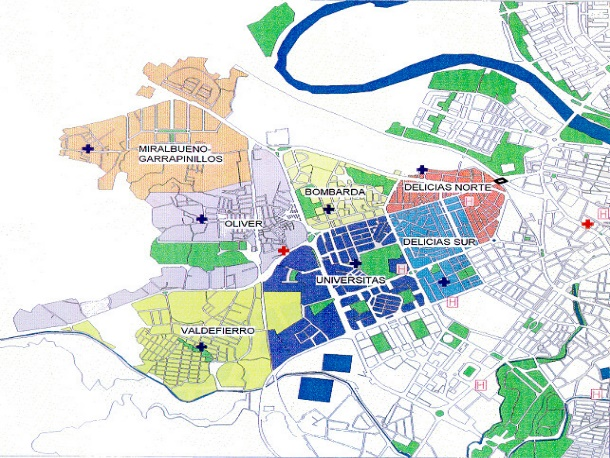 MIRALBUENO-
GARRAPINILLOS
BOMBARDA
DELICIAS NORTE
H
OLIVER
DELICIAS SUR
H
H
UNIVERSITAS
H
VALDEFIERRO
H
H